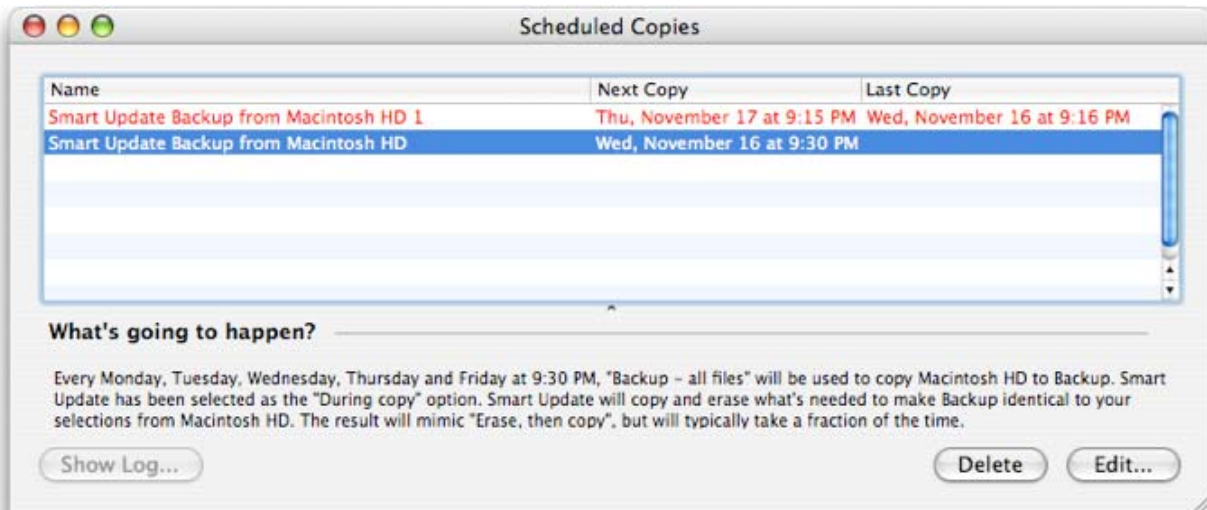 Scheduled Copies
Name Next Copy Last Copy
Smart Update Backup from Macintosh HD 1 Thu, November 17 at 9:15 PM Wed, November 16 at 9:16 PM
Smart Update Backup from Macintosh HD Wed, November 16 at 9:30 PM
What's going to happen?
Every Monday, Tuesday, Wednesday, Thursday and Friday at 9:30 PM, "Backup – all files" will be used to copy Macintosh HD to Backup. Smart
Update has been selected as the "During copy" option. Smart Update will copy and erase what's needed to make Backup identical to your
selections from Macintosh HD. The result will mimic "Erase, then copy", but will typically take a fraction of the time.
Show Log... Delete Edit...